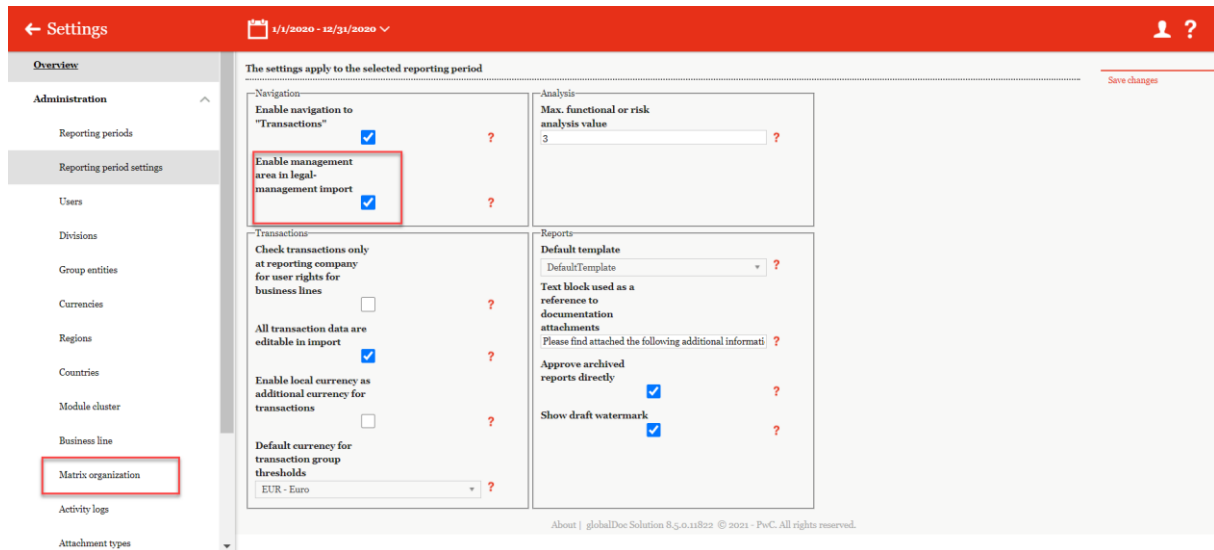 ← Settings
1/1/2020 - 12/31/2020
?
Overview
Administration
Reporting periods
Reporting period settings
Users
Divisions
Group entities
Currencies
Regions
Countries
Module cluster
Business line
Matrix organization
Activity logs
Attachment types
The settings apply to the selected reporting period
Save changes
Navigation
Enable navigation to
"Transactions"
?
Enable management
area in legal-
management import
?
Analysis
Max. functional or risk
analysis value
3
?
Transactions
Check transactions only
at reporting company
for user rights for
business lines
?
All transaction data are
editable in import
?
Enable local currency as
additional currency for
transactions
?
Default currency for
transaction group
thresholds
EUR - Euro
?
Reports
Default template
DefaultTemplate
?
Text block used as a
reference to
documentation
attachments
Please find attached the following additional informati
?
Approve archived
reports directly
?
Show draft watermark
?
About | globalDoc Solution 8.5.0.11822 © 2021 - PwC. All rights reserved.